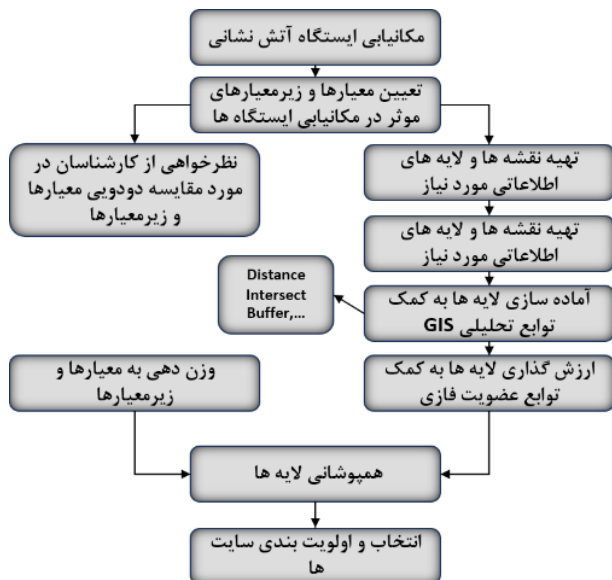 مکانیابی ایستگاه آتش نشانی
تعیین معیارها و زیرمعیارهای
موثر در مکانیابی ایستگاه ها
نظرخواهی از کارشناسان در
مورد مقایسه دودویی معیارها
و زیرمعیارها
تهیه نقشه ها و لایه های
اطلاعاتی مورد نیاز
تهیه نقشه ها و لایه های
اطلاعاتی مورد نیاز
Distance
Intersect
Buffer,...
آماده سازی لایه ها به کمک
توابع تحلیلی GIS
وزن دهی به معیارها و
زیرمعیارها
ارزش گذاری لایه ها به کمک
توابع عضویت فازی
همپوشانی لایه ها
انتخاب و اولویت بندی سایت
ها